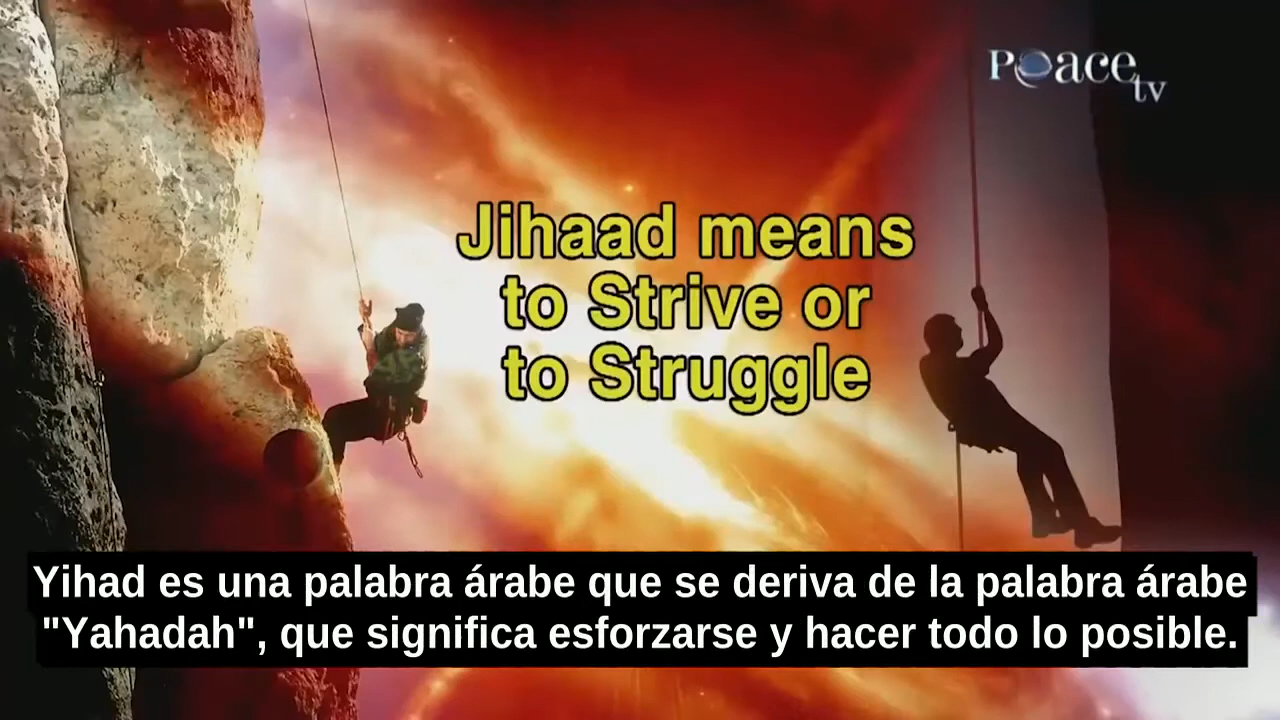 Peace
tv
Jihaad means
to Strive or
to Struggle
Yihad es una palabra árabe que se deriva de la palabra árabe
"Yahadah", que significa esforzarse y hacer todo lo posible.